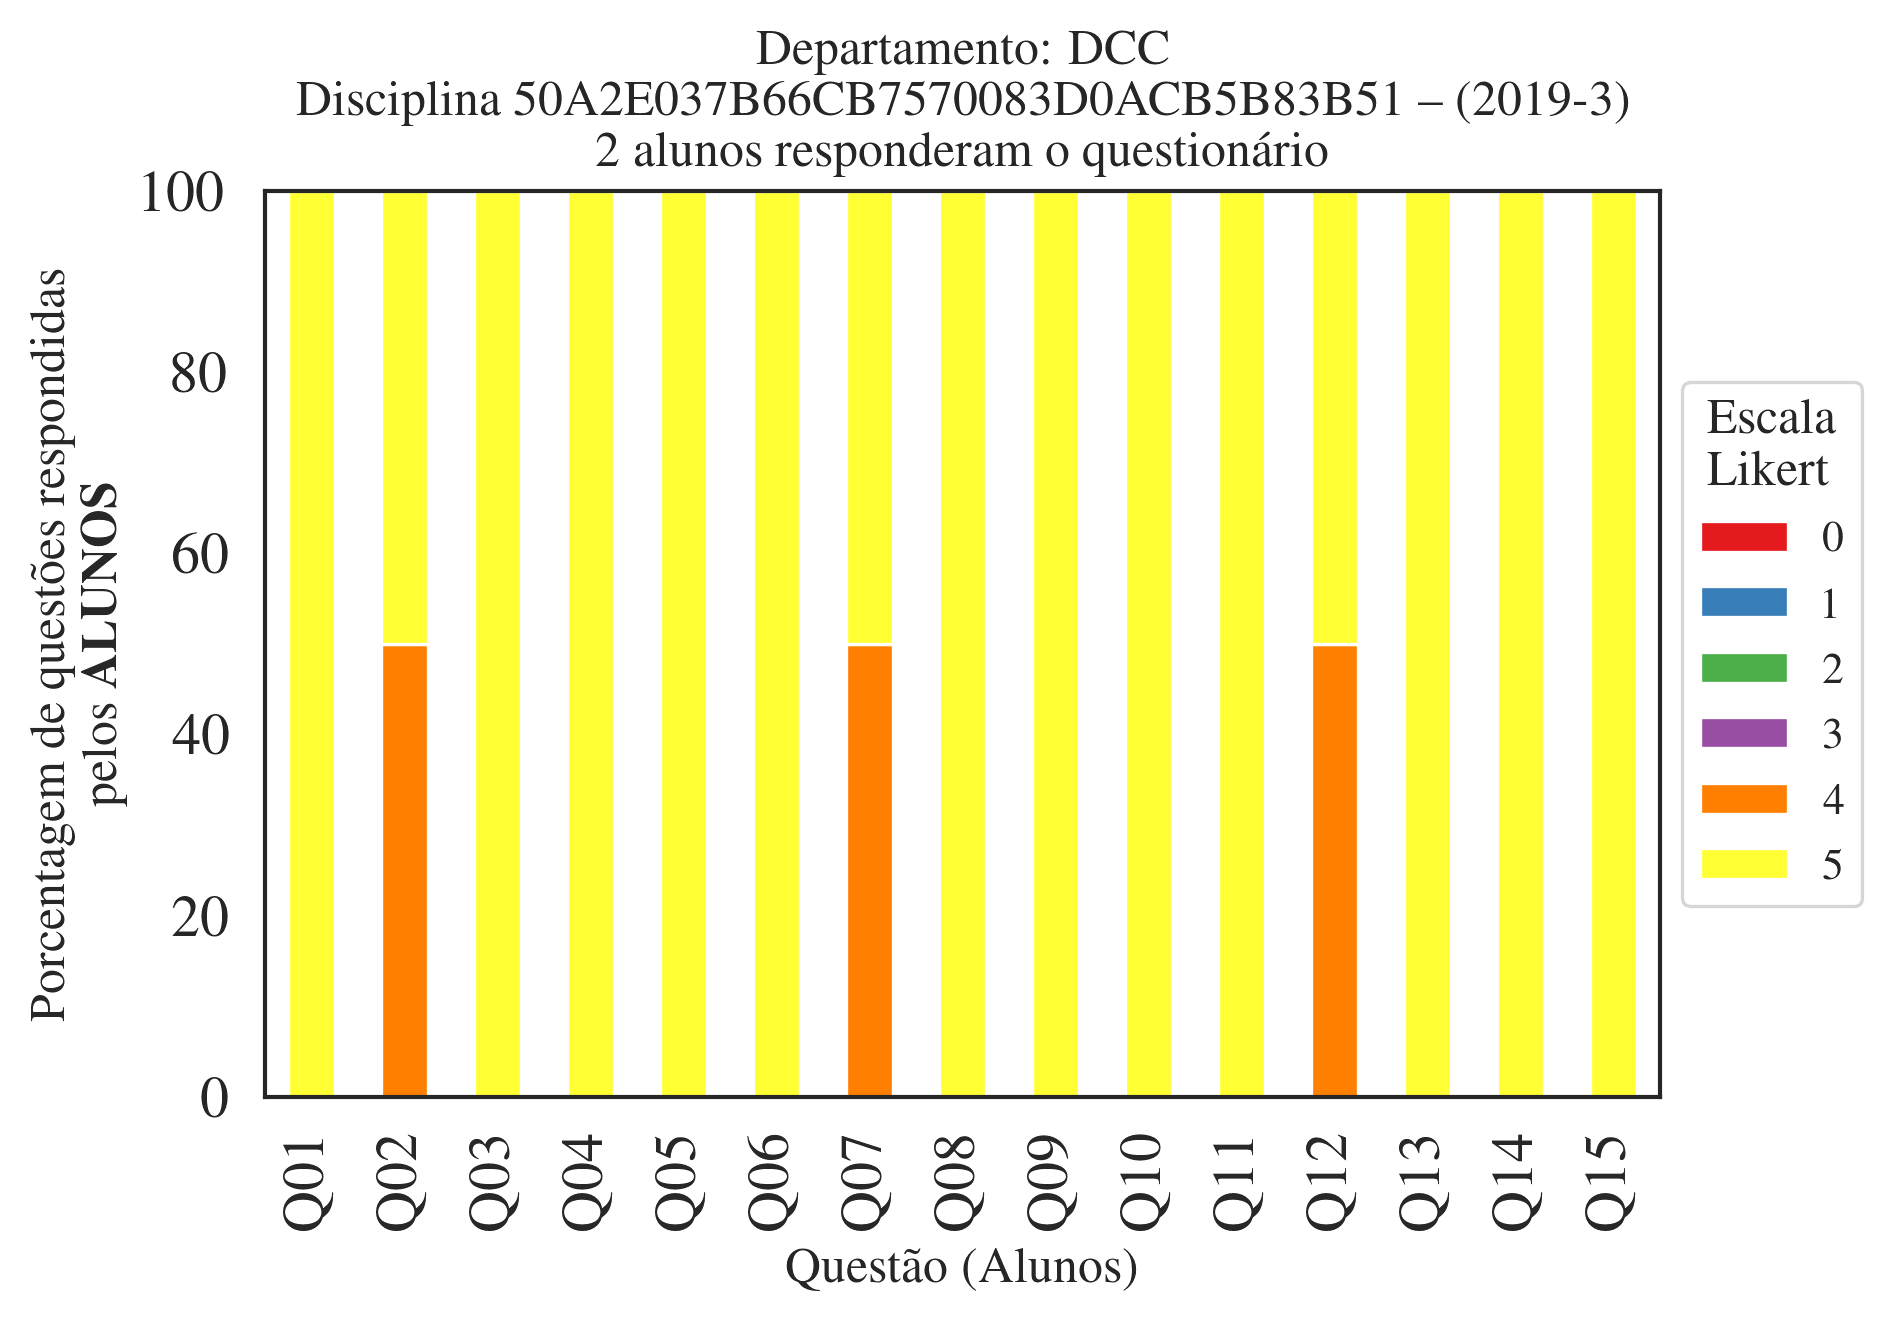 Departamento: DCC
Disciplina 50A2E037B66CB7570083D0ACB5B83B51 – (2019-3)
2 alunos responderam o questionário
Porcentagem de questões respondidas
pelos ALUNOS
100
80
60
40
20
0
Q01
Q02
Q03
Q04
Q05
Q06
Q07
Q08
Q09
Q10
Q11
Q12
Q13
Q14
Q15
Questão (Alunos)
Escala
Likert
0
1
2
3
4
5